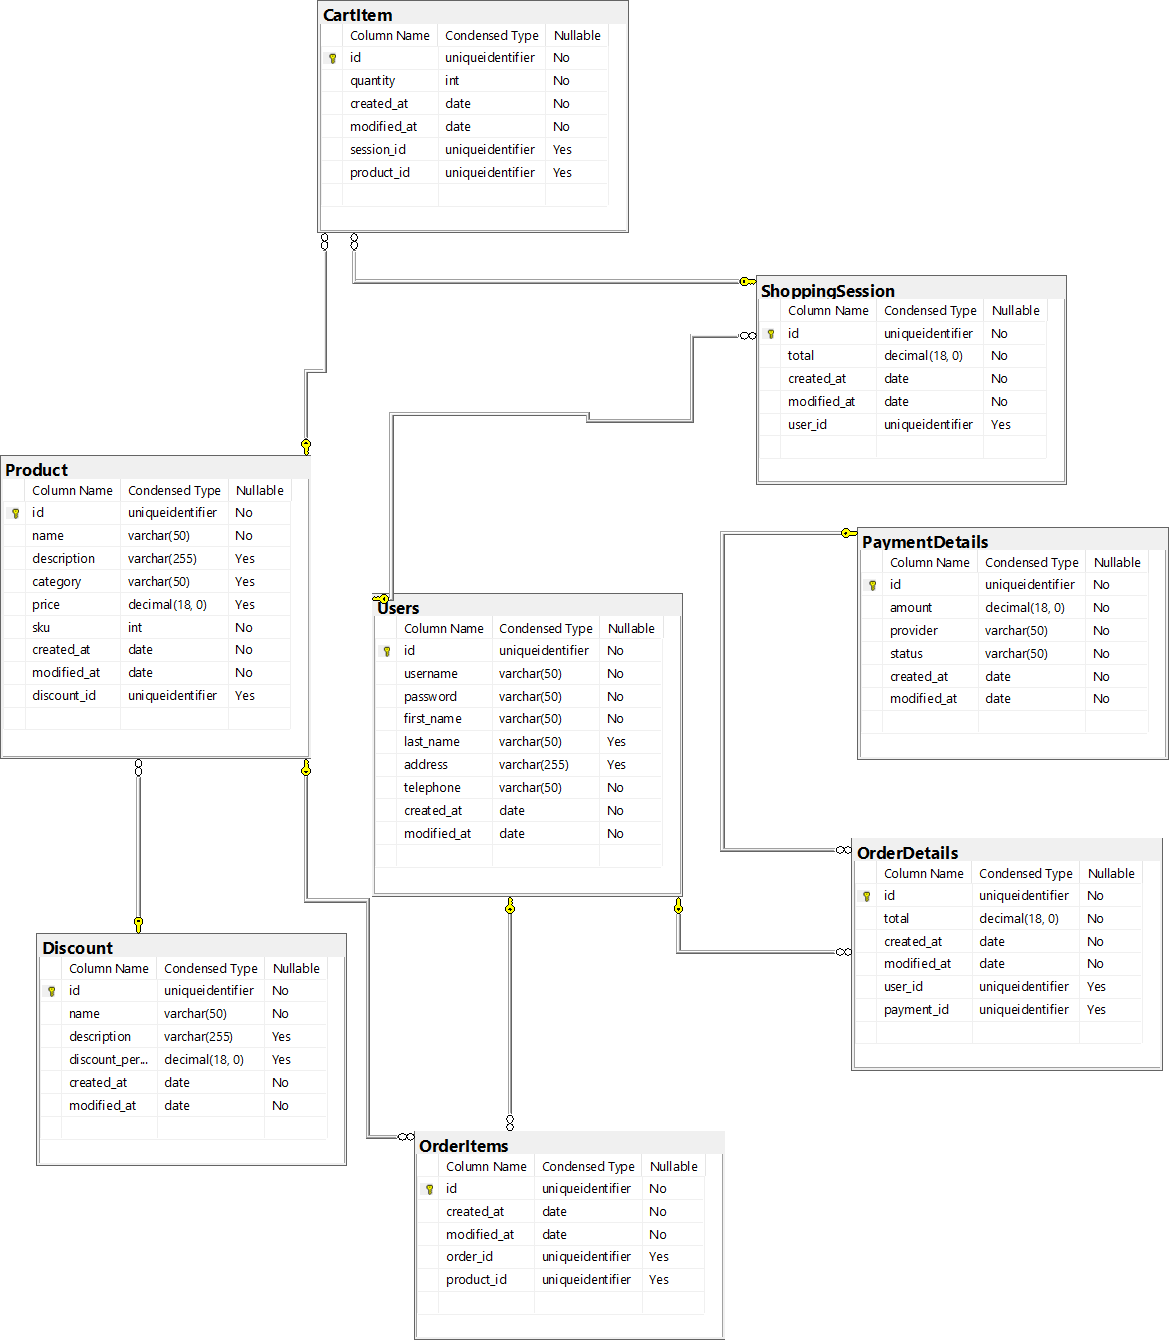 CartItem
Column Name Condensed Type Nullable
id uniqueidentifier No
quantity int No
created_at date No
modified_at date No
session_id uniqueidentifier Yes
product_id uniqueidentifier Yes
ShoppingSession
Column Name Condensed Type Nullable
id uniqueidentifier No
total decimal(18, 0) No
created_at date No
modified_at date No
user_id uniqueidentifier Yes
Product
Column Name Condensed Type Nullable
id uniqueidentifier No
name varchar(50) No
description varchar(255) Yes
category varchar(50) Yes
price decimal(18, 0) Yes
sku int No
created_at date No
modified_at date No
discount_id uniqueidentifier Yes
PaymentDetails
Column Name Condensed Type Nullable
id uniqueidentifier No
amount decimal(18, 0) No
provider varchar(50) No
status varchar(50) No
created_at date No
modified_at date No
Users
Column Name Condensed Type Nullable
id uniqueidentifier No
username varchar(50) No
password varchar(50) No
first_name varchar(50) No
last_name varchar(50) Yes
address varchar(255) Yes
telephone varchar(50) No
created_at date No
modified_at date No
OrderDetails
Column Name Condensed Type Nullable
id uniqueidentifier No
total decimal(18, 0) No
created_at date No
modified_at date No
user_id uniqueidentifier Yes
payment_id uniqueidentifier Yes
Discount
Column Name Condensed Type Nullable
id uniqueidentifier No
name varchar(50) No
description varchar(255) Yes
discount_per... decimal(18, 0) Yes
created_at date No
modified_at date No
OrderItems
Column Name Condensed Type Nullable
id uniqueidentifier No
created_at date No
modified_at date No
order_id uniqueidentifier Yes
product_id uniqueidentifier Yes